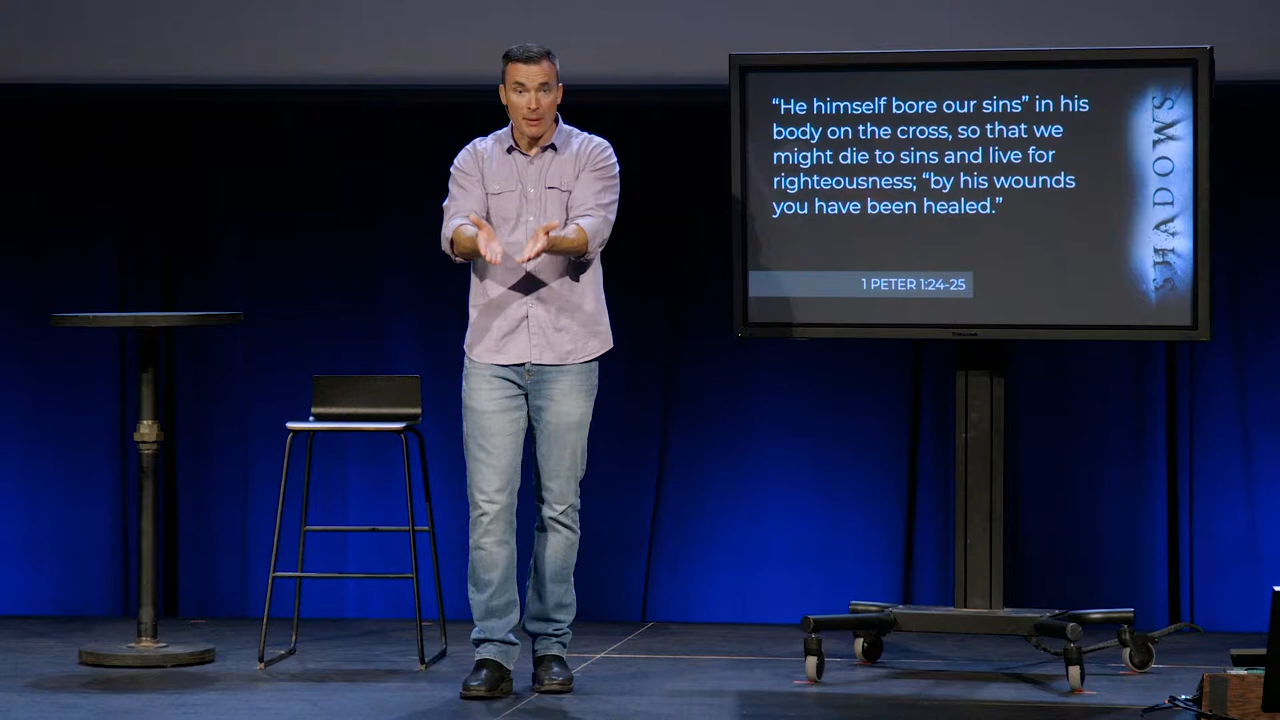 “He himself bore our sins” in his
body on the cross, so that we
might die to sins and live for
righteousness; “by his wounds
you have been healed.”
1 PETER 1:24-25
SHADOWS